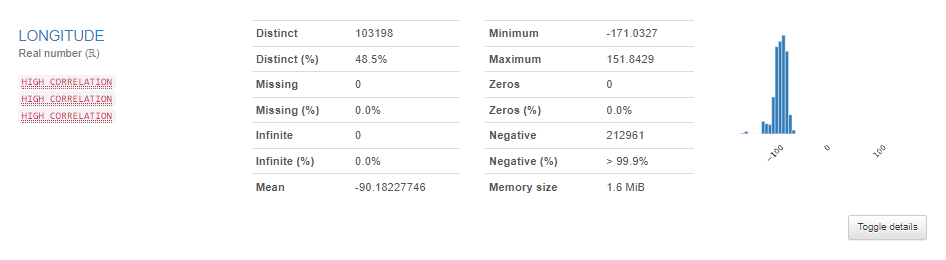 LONGITUDE
Real number (ℝ)
HIGH CORRELATION
HIGH CORRELATION
HIGH CORRELATION
Distinct 103198
Distinct (%) 48.5%
Missing 0
Missing (%) 0.0%
Infinite 0
Infinite (%) 0.0%
Mean -90.18227746
Minimum -171.0327
Maximum 151.8429
Zeros 0
Zeros (%) 0.0%
Negative 212961
Negative (%) > 99.9%
Memory size 1.6 MiB
−100 0 100
Toggle details